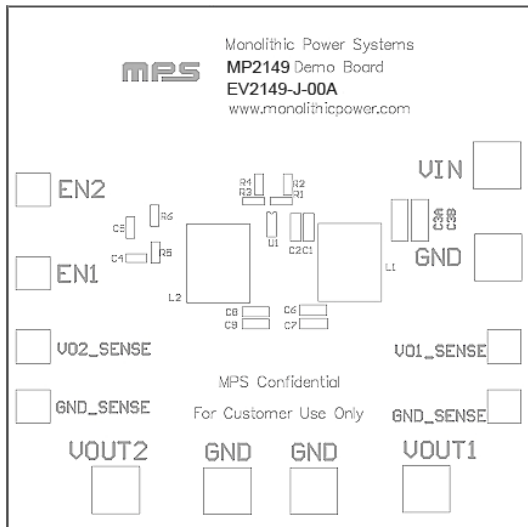 Monolithic Power Systems
mps
MP2149 Demo Board
EV2149-J-00A
www.monolithicpower.com
VIN
EN2
R4
R3
R2
R1
C3A
C3B
C5
R6
U1
C2
C1
L1
GND
C4
R5
EN1
L2
C8
C9
C6
C7
VO2_SENSE
VO1_SENSE
MPS Confidential
GND_SENSE
For Customer Use Only
GND_SENSE
VOUT2
GND
GND
VOUT1